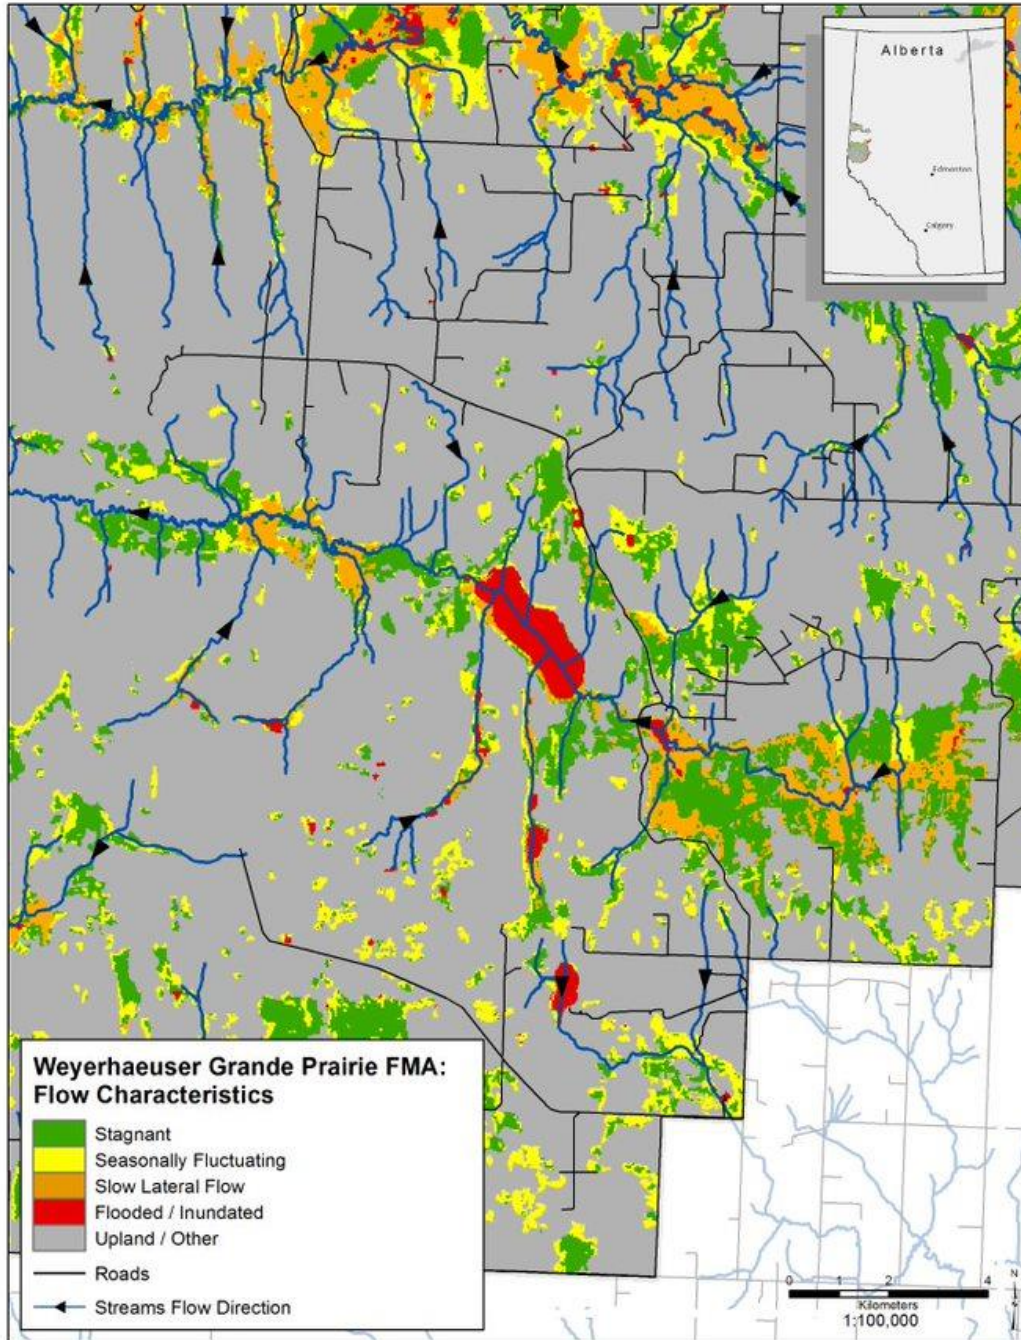 Alberta
Edmonton
Calgary
Weyerhaeuser Grande Prairie FMA:
Flow Characteristics
Stagnant
Seasonally Fluctuating
Slow Lateral Flow
Flooded / Inundated
Upland / Other
Roads
Streams Flow Direction
N
0 1 2 4
Kilometers
1:100,000